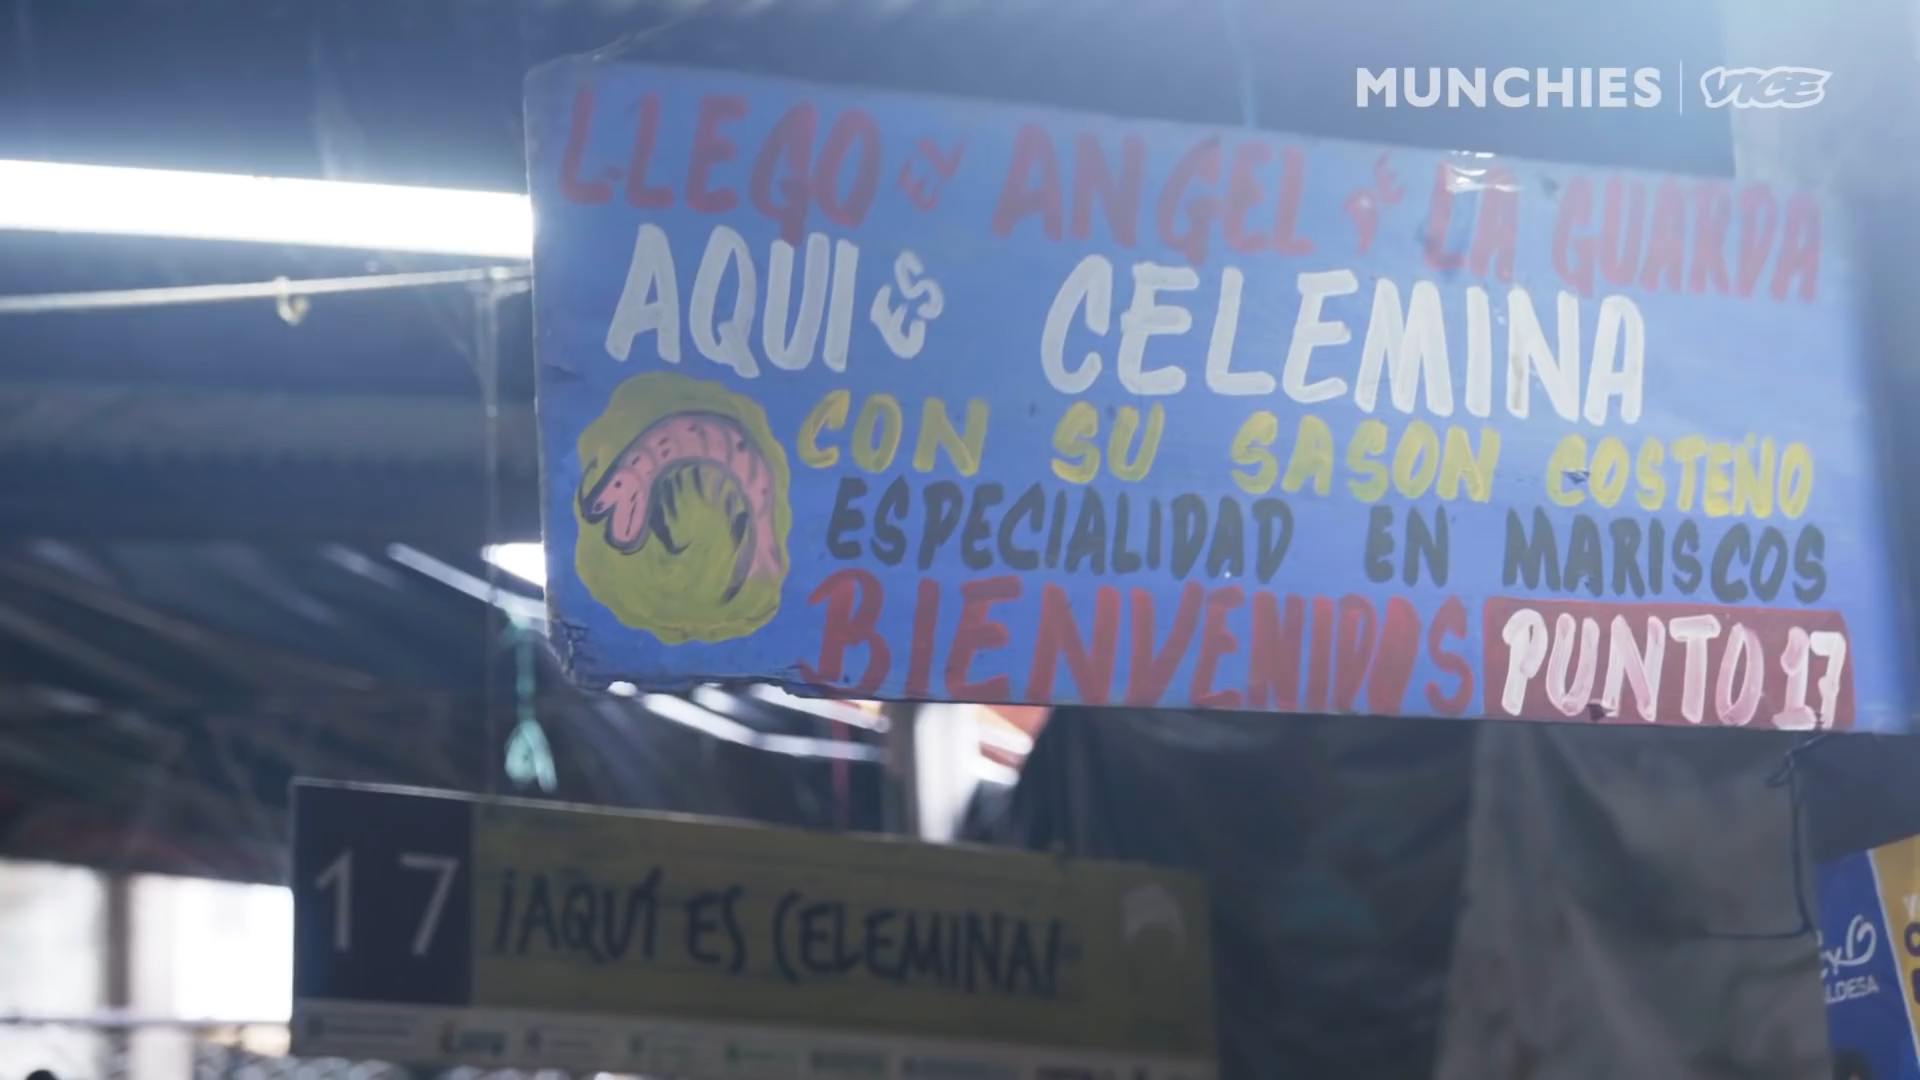 MUNCHIES | VICE
LLEGO EL ANGEL DE LA GUARDA
AQUI ES CELEMINA
CON SU SASON COSTEÑO
ESPECIALIDAD EN MARISCOS
BIENVENIDOS PUNTO 17
17 ¡AQUÍ ES CELEMINA!